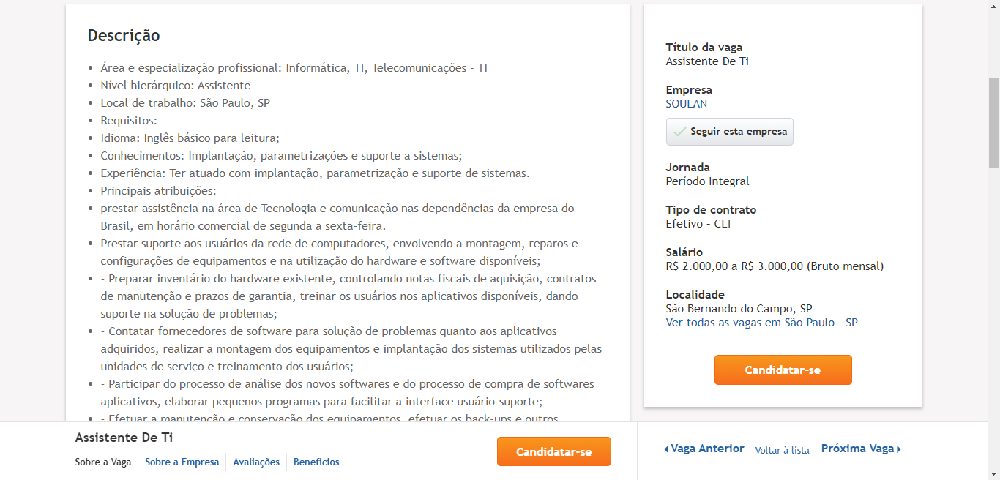 Descrição
Área e especialização profissional: Informática, TI, Telecomunicações - TI
Nível hierárquico: Assistente
Local de trabalho: São Paulo, SP
Requisitos:
Idioma: Inglês básico para leitura;
Conhecimentos: Implantação, parametrizações e suporte a sistemas;
Experiência: Ter atuado com implantação, parametrização e suporte de sistemas.
Principais atribuições:
prestar assistência na área de Tecnologia e comunicação nas dependências da empresa do
Brasil, em horário comercial de segunda a sexta-feira.
Prestar suporte aos usuários da rede de computadores, envolvendo a montagem, reparos e
configurações de equipamentos e na utilização do hardware e software disponíveis;
- Preparar inventário do hardware existente, controlando notas fiscais de aquisição, contratos
de manutenção e prazos de garantia, treinar os usuários nos aplicativos disponíveis, dando
suporte na solução de problemas;
- Contatar fornecedores de software para solução de problemas quanto aos aplicativos
adquiridos, realizar a montagem dos equipamentos e implantação dos sistemas utilizados pelas
unidades de serviço e treinamento dos usuários;
- Participar do processo de análise dos novos softwares e do processo de compra de softwares
aplicativos, elaborar pequenos programas para facilitar a interface usuário-suporte;
- Efetuar a manutenção e conservação dos equipamentos, efetuar os back-ups e outros
Título da vaga
Assistente De Ti
Empresa
SOULAN
Seguir esta empresa
Jornada
Período Integral
Tipo de contrato
Efetivo – CLT
Salário
R$ 2.000,00 a R$ 3.000,00 (Bruto mensal)
Localidade
São Bernando do Campo, SP
Ver todas as vagas em São Paulo - SP
Candidatar-se
Assistente De Ti
Sobre a Vaga
Sobre a Empresa
Avaliações
Benefícios
Candidatar-se
Vaga Anterior
Voltar à lista
Próxima Vaga